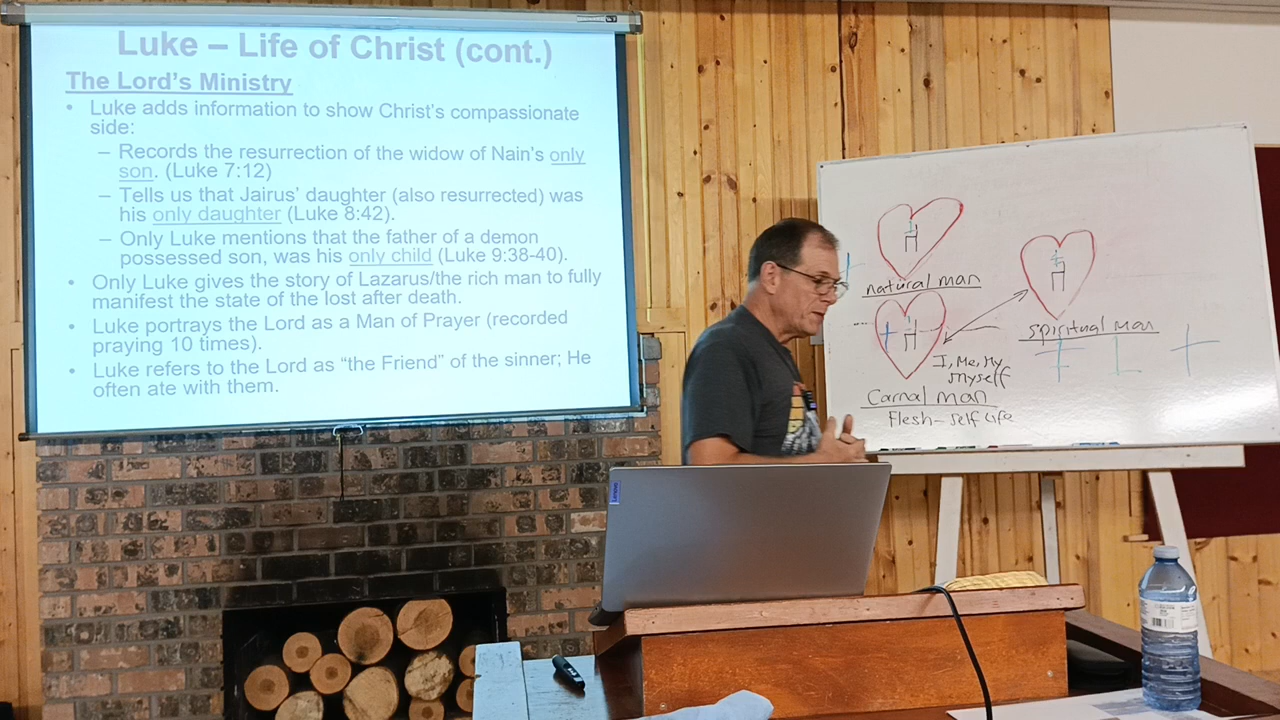 Luke – Life of Christ (cont.)
The Lord's Ministry
• Luke adds information to show Christ's compassionate
side:
– Records the resurrection of the widow of Nain's only
son. (Luke 7:12)
– Tells us that Jairus' daughter (also resurrected) was
his only daughter (Luke 8:42).
– Only Luke mentions that the father of a demon
possessed son, was his only child (Luke 9:38-40).
• Only Luke gives the story of Lazarus/the rich man to fully
manifest the state of the lost after death.
• Luke portrays the Lord as a Man of Prayer (recorded
praying 10 times).
• Luke refers to the Lord as "the Friend" of the sinner; He
often ate with them.
natural man
spiritual man
I, Me, My
Myself
Carnal man
Flesh – Self Life
Lenovo